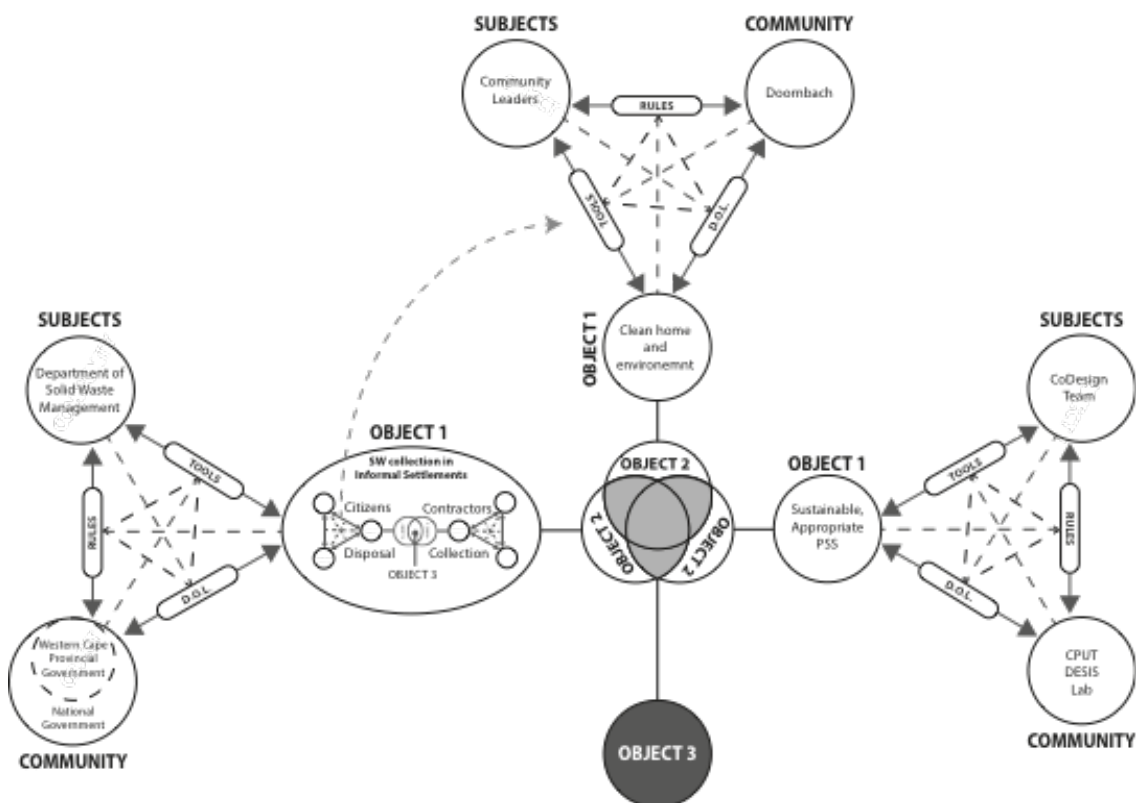 SUBJECTS
COMMUNITY
Community
Leaders
RULES
Doornbach
TOOLS
D.O.L.
OBJECT 1
Clean home
and
environemnt
SUBJECTS
Department of
Solid Waste
Management
TOOLS
RULES
D.O.L.
Western Cape
Provincial
Government
National
Government
COMMUNITY
OBJECT 1
SW collection in
Informal Settlements
Citizens
Contractors
Disposal
Collection
OBJECT 3
OBJECT 2
OBJECT 2
OBJECT 2
OBJECT 3
OBJECT 1
Sustainable,
Appropriate
PSS
SUBJECTS
CoDesign
Team
TOOLS
RULES
D.O.L.
CPUT
DESIS
Lab
COMMUNITY